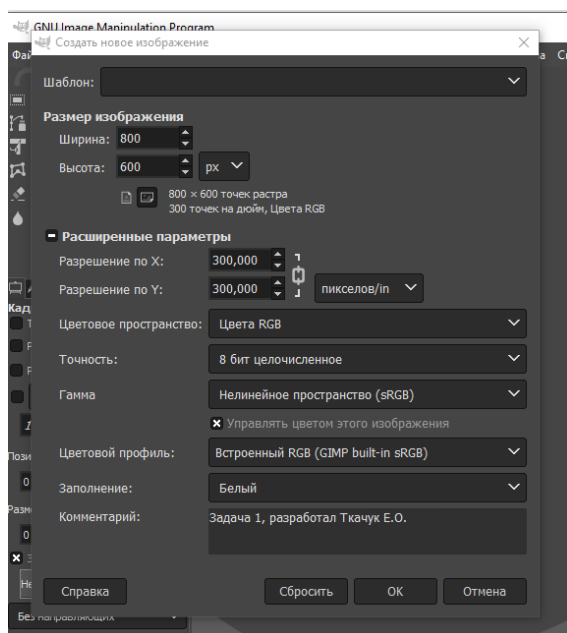 GNU Image Manipulation Program
Создать новое изображение
Шаблон:
Размер изображения
Ширина: 800
Высота: 600 px
800 × 600 точек растра
300 точек на дюйм, Цвета RGB
Расширенные параметры
Разрешение по X: 300,000
Разрешение по Y: 300,000 пикселов/in
Цветовое пространство: Цвета RGB
Точность: 8 бит целочисленное
Гамма Нелинейное пространство (sRGB)
Управлять цветом этого изображения
Цветовой профиль: Встроенный RGB (GIMP built-in sRGB)
Заполнение: Белый
Комментарий: Задача 1, разработал Ткачук Е.О.
Справка Сбросить OK Отмена
Без направляющих